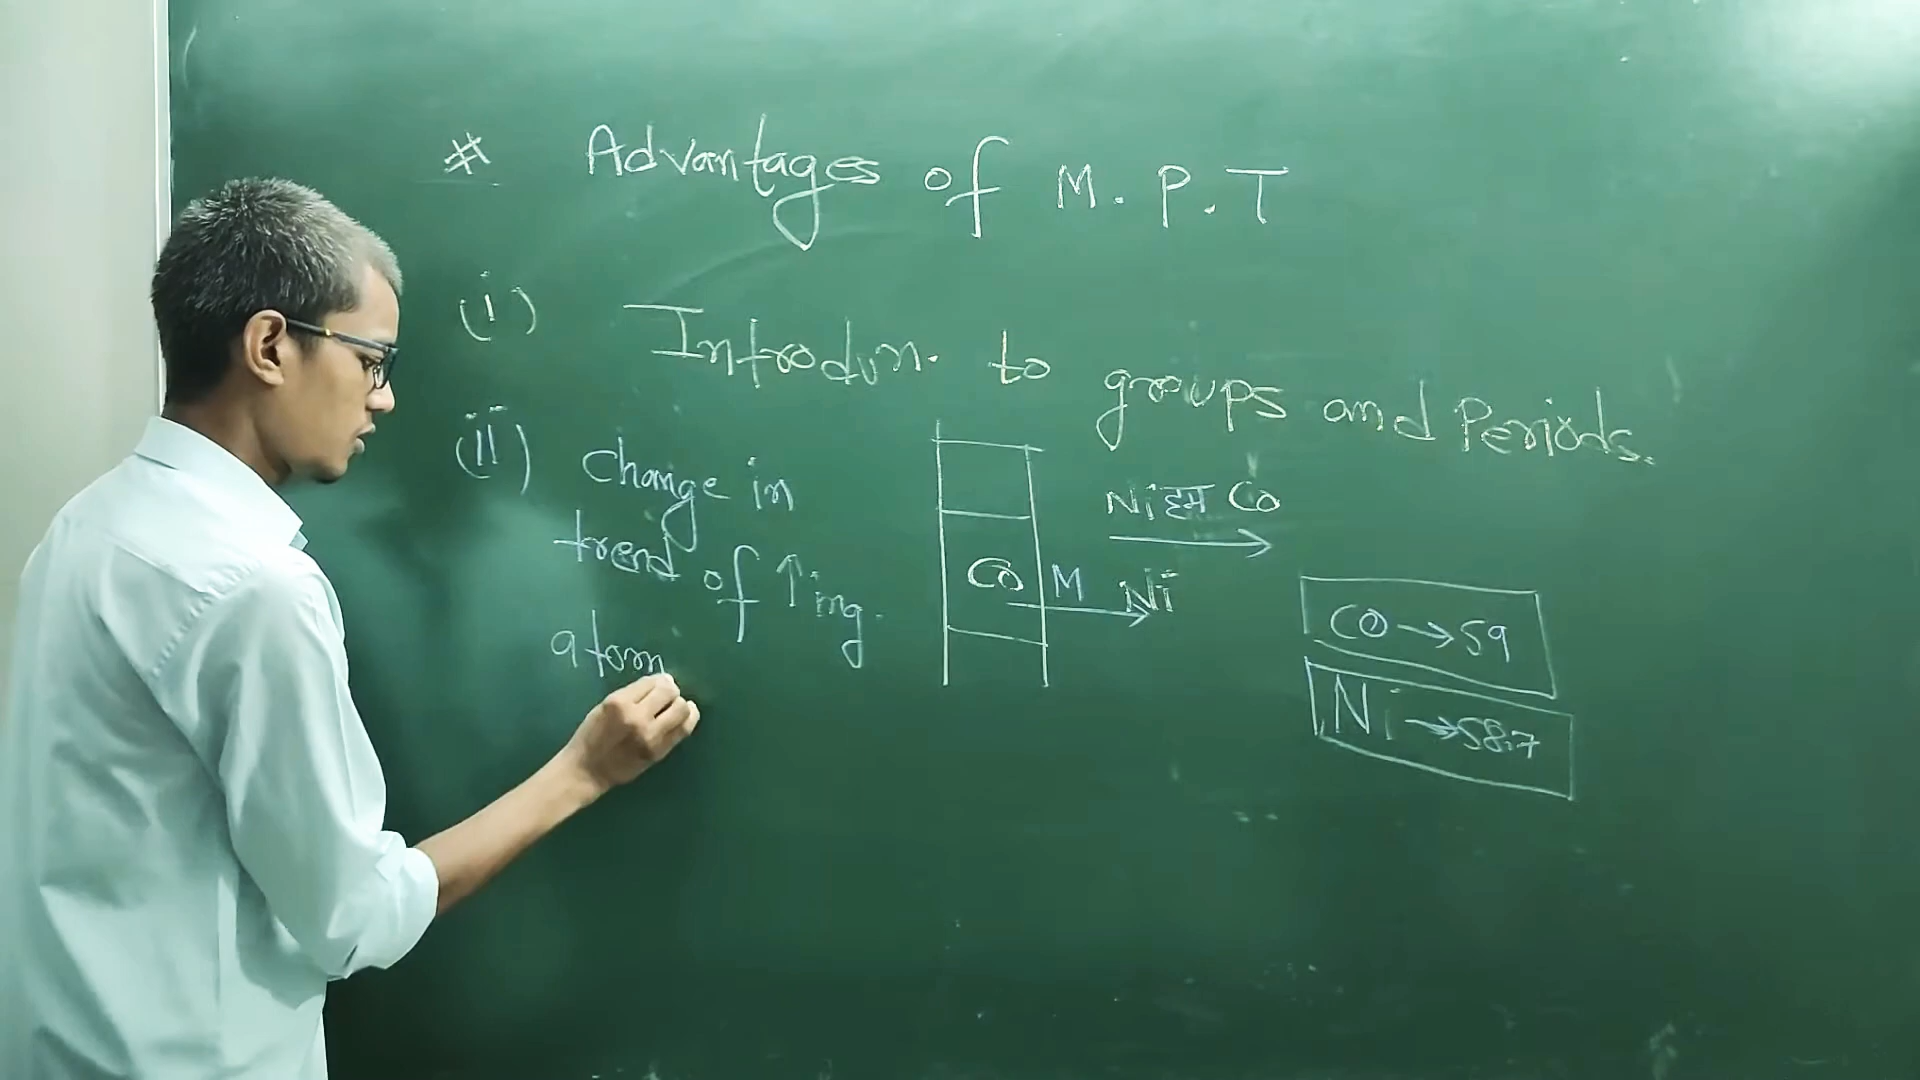 # Advantages of M.P.T
(i) Introdun. to groups and Periods.
(ii) Change in
trend of ↑ing.
atom
Co M Ni
Ni हम Co
Co → 59
Ni → 58.7